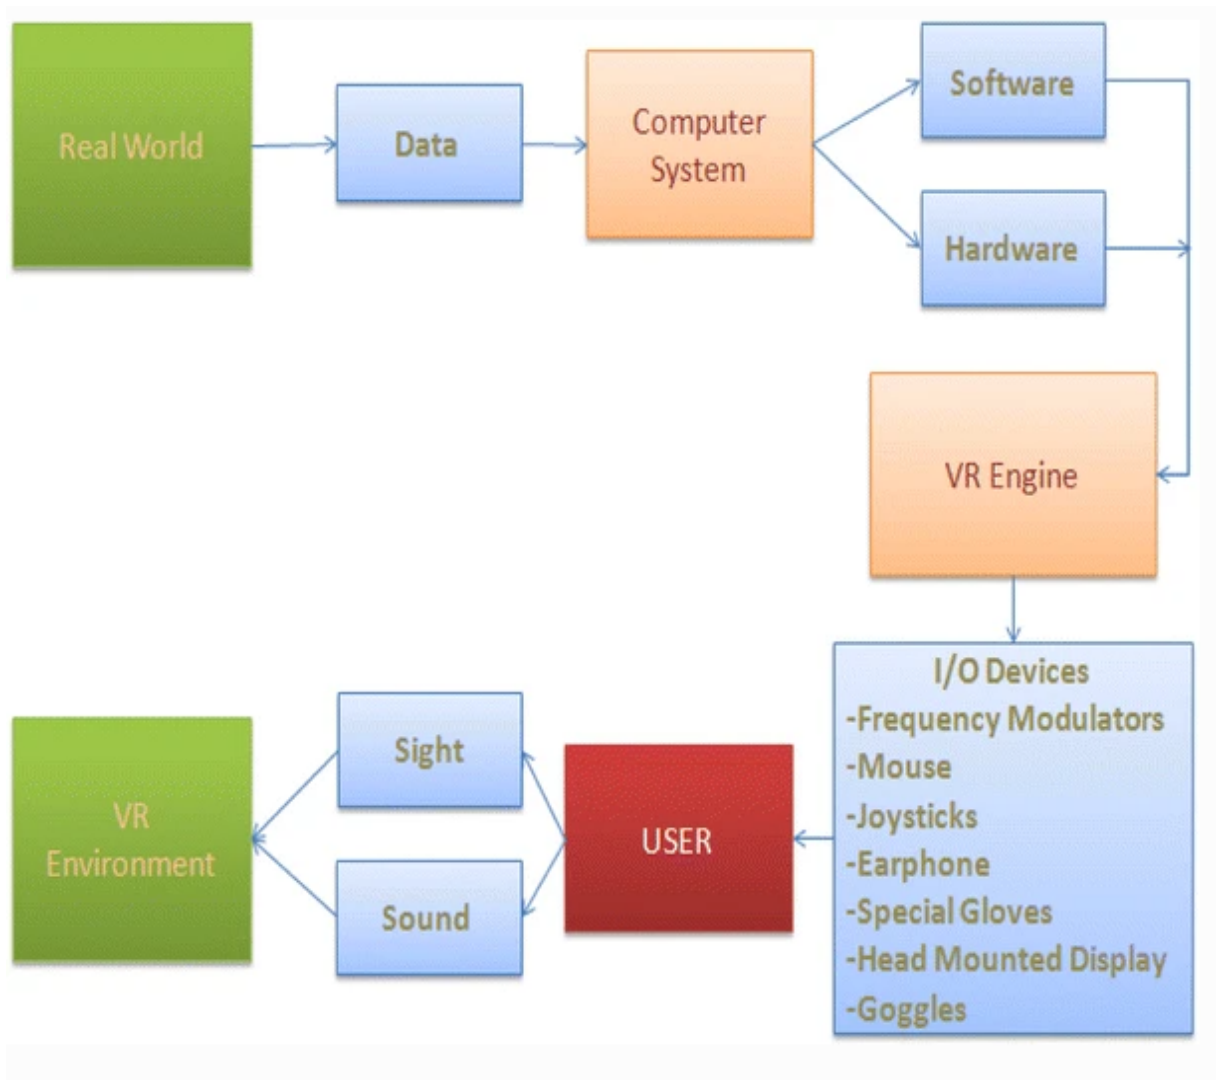 Real World
Data
Computer
System
Software
Hardware
VR Engine
I/O Devices
-Frequency Modulators
-Mouse
-Joysticks
-Earphone
-Special Gloves
-Head Mounted Display
-Goggles
USER
Sight
Sound
VR
Environment